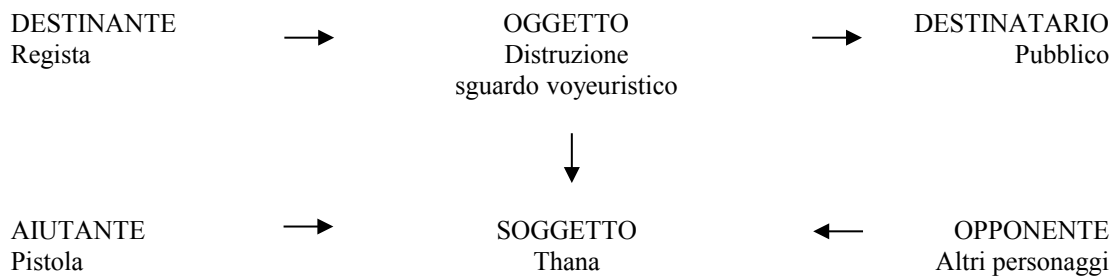 DESTINANTE OGGETTO DESTINATARIO
Regista Distruzione Pubblico
sguardo voyeuristico
AIUTANTE SOGGETTO OPPONENTE
Pistola Thana Altri personaggi